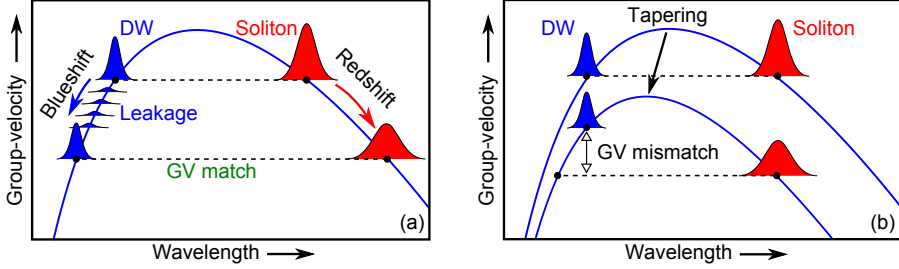 DW
Soliton
Blueshift
Redshift
Leakage
GV match
Group-velocity
Wavelength
(a)
DW
Tapering
Soliton
GV mismatch
Group-velocity
Wavelength
(b)